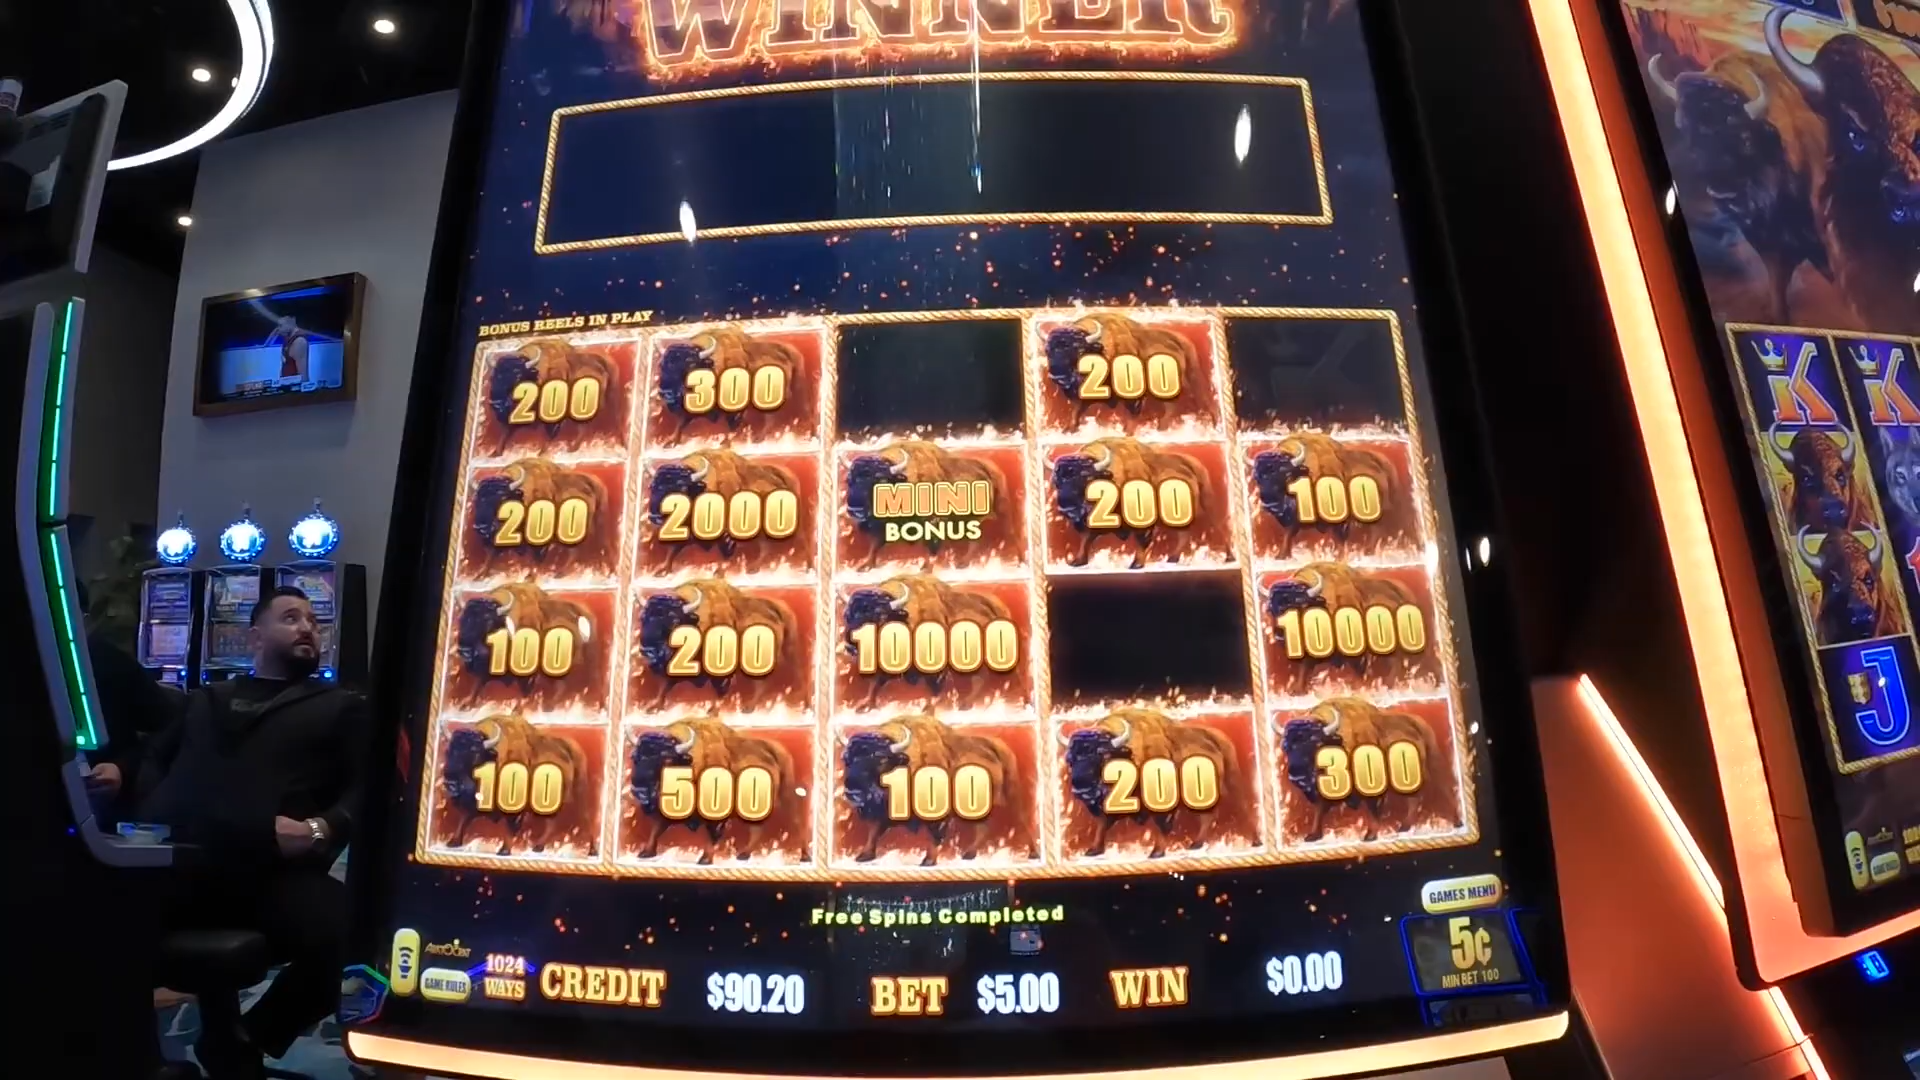 WINNER
BONUS REELS IN PLAY
200 300 200
200 2000 MINI BONUS 200 100
100 200 10000 10000
100 500 100 200 300
Free Spins Completed
GAMES MENU
GAME RULES
1024 WAYS
CREDIT $90.20 BET $5.00 WIN $0.00
5¢
MIN BET 100
K K
J